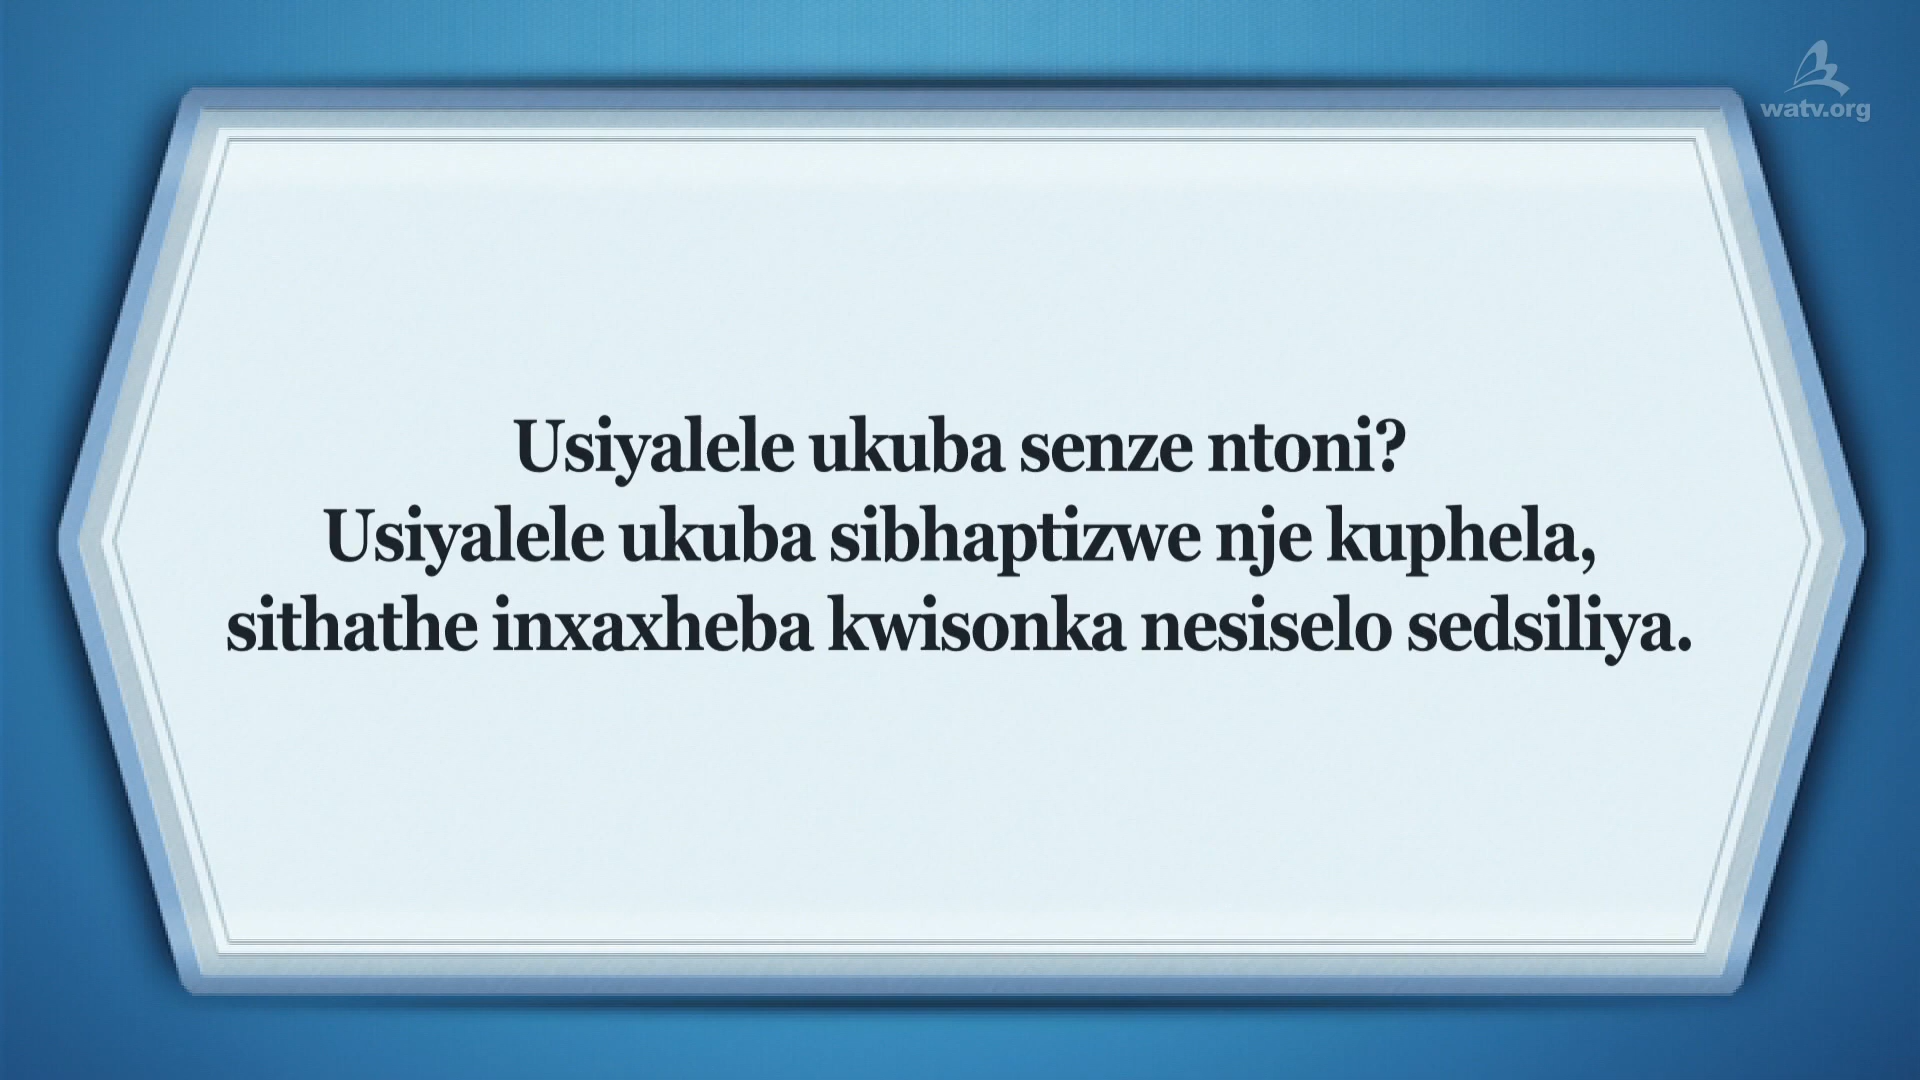 watv.org
Usiyalele ukuba senze ntoni?
Usiyalele ukuba sibhaptizwe nje kuphela,
sithathe inxaxheba kwisonka nesiselo sedsiliya.